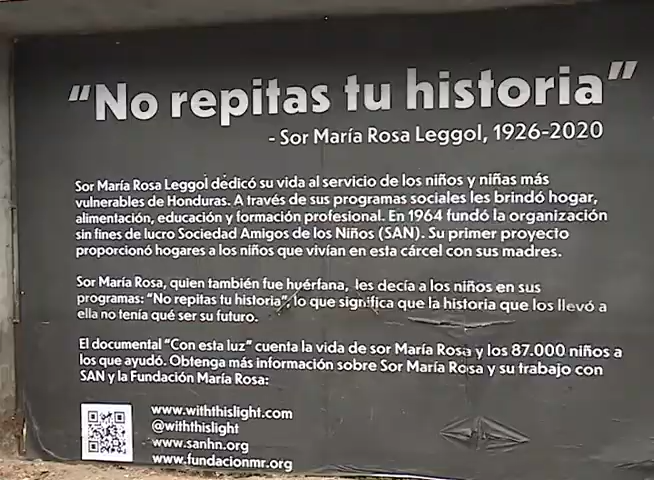 “No repitas tu historia”
- Sor María Rosa Leggol, 1926-2020
Sor María Rosa Leggol dedicó su vida al servicio de los niños y niñas más
vulnerables de Honduras. A través de sus programas sociales les brindó hogar,
alimentación, educación y formación profesional. En 1964 fundó la organización
sin fines de lucro Sociedad Amigos de los Niños (SAN). Su primer proyecto
proporcionó hogares a los niños que vivían en esta cárcel con sus madres.
Sor María Rosa, quien también fue huérfana, les decía a los niños en sus
programas: “No repitas tu historia”, lo que significa que la historia que los llevó a
ella no tenía qué ser su futuro.
El documental “Con esta luz” cuenta la vida de sor María Rosa y los 87.000 niños a
los que ayudó. Obtenga más información sobre Sor María Rosa y su trabajo con
SAN y la Fundación María Rosa:
www.withthislight.com
@withthislight
www.sanhn.org
www.fundacionmr.org